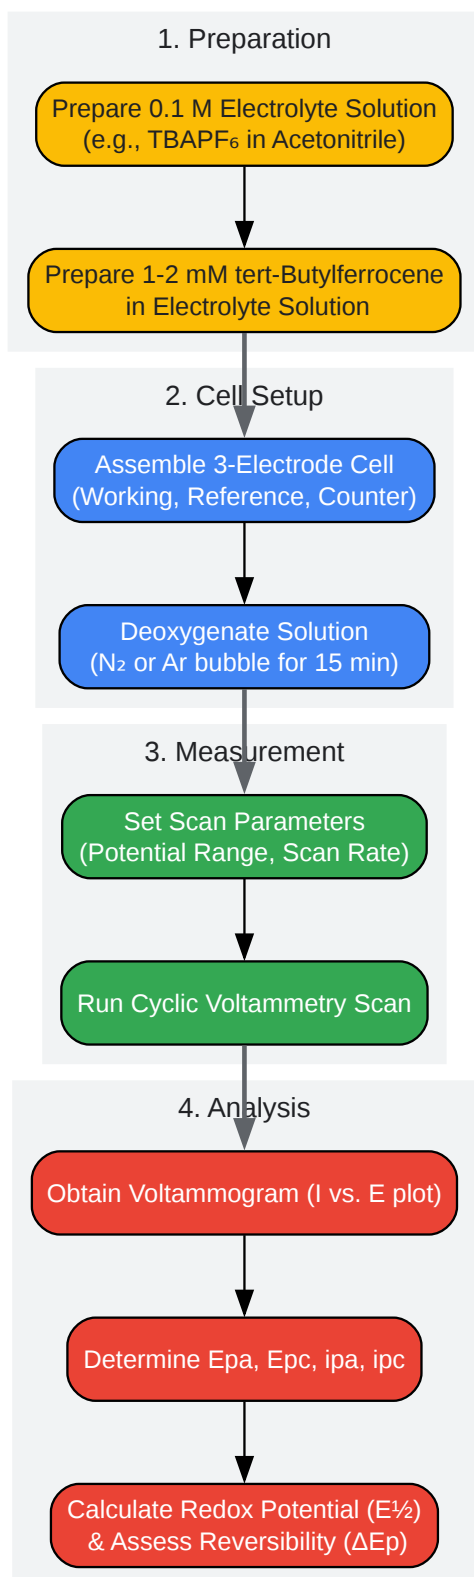 1. Preparation
Prepare 0.1 M Electrolyte Solution
(e.g., TBAPF₆ in Acetonitrile)
Prepare 1-2 mM tert-Butylferrocene
in Electrolyte Solution
2. Cell Setup
Assemble 3-Electrode Cell
(Working, Reference, Counter)
Deoxygenate Solution
(N₂ or Ar bubble for 15 min)
3. Measurement
Set Scan Parameters
(Potential Range, Scan Rate)
Run Cyclic Voltammetry Scan
4. Analysis
Obtain Voltammogram (I vs. E plot)
Determine Epa, Epc, ipa, ipc
Calculate Redox Potential (E½)
& Assess Reversibility (ΔEp)